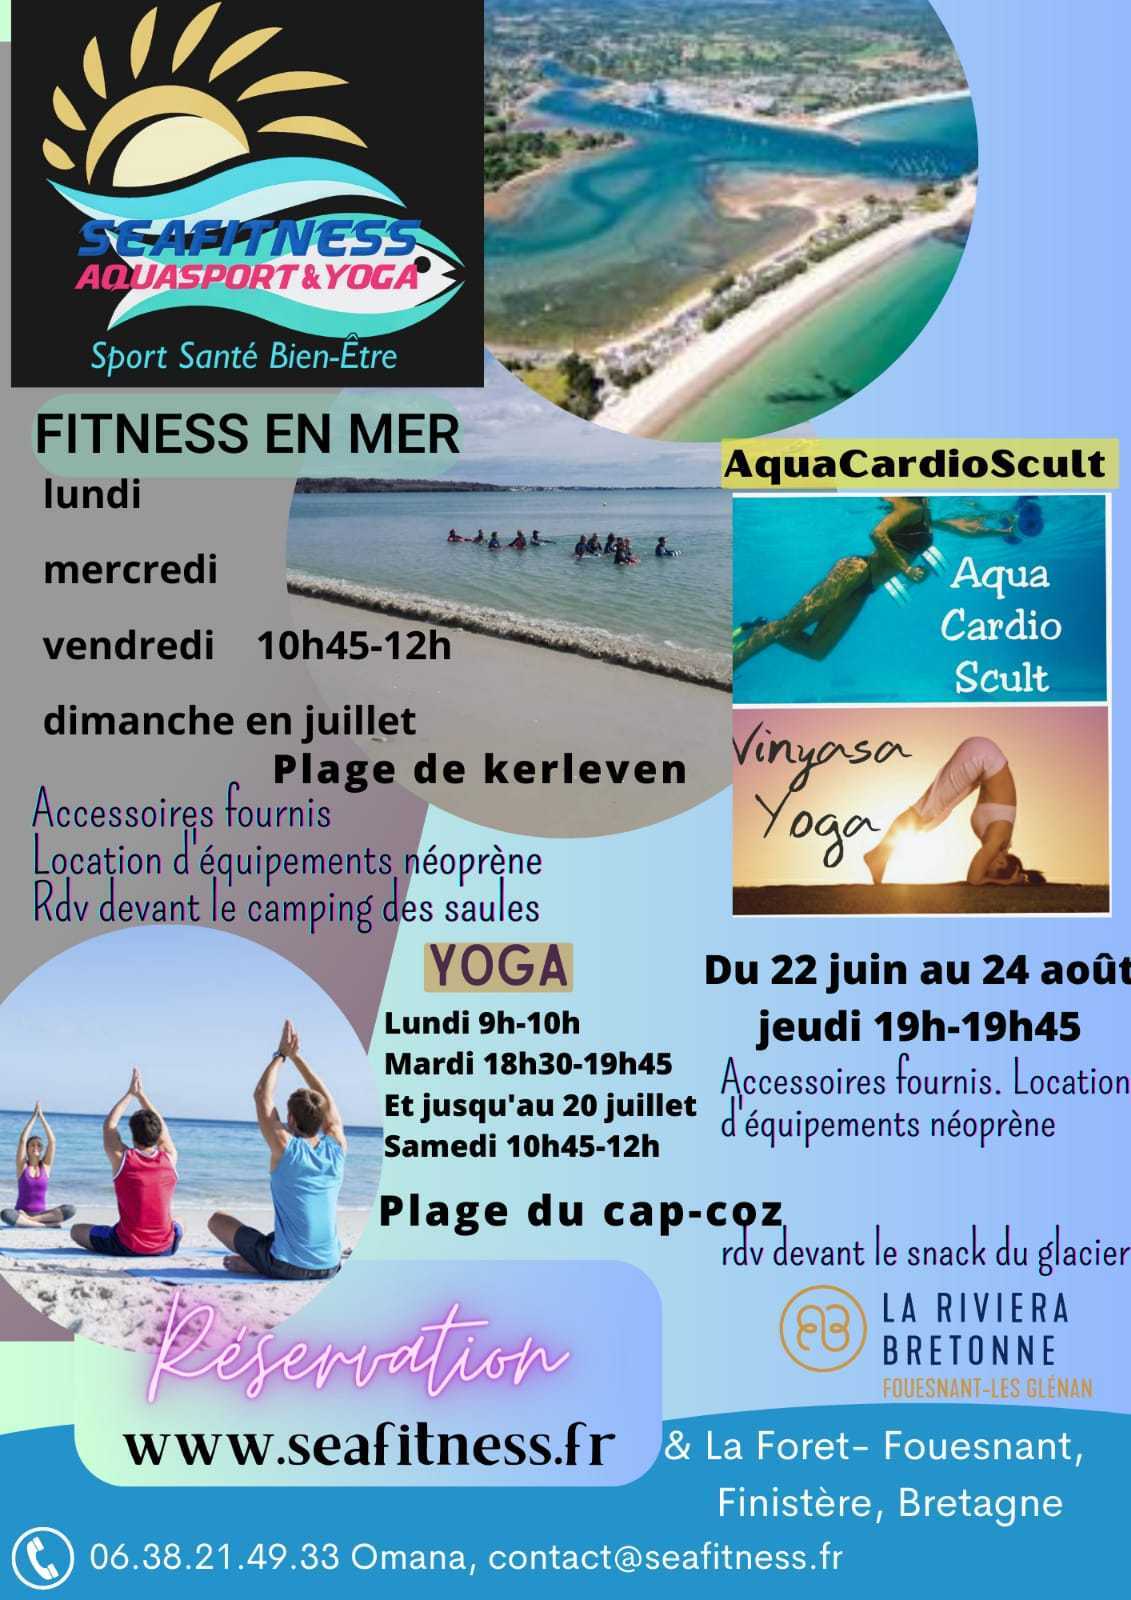 SEAFITNESS
AQUASPORT & YOGA
Sport Santé Bien-Être
FITNESS EN MER
lundi
mercredi
vendredi 10h45-12h
dimanche en juillet
Plage de kerleven
Accessoires fournis
Location d'équipements néoprène
Rdv devant le camping des saules
AquaCardioScult
Aqua
Cardio
Scult
Vinyasa
Yoga
YOGA
Lundi 9h-10h
Mardi 18h30-19h45
Et jusqu'au 20 juillet
Samedi 10h45-12h
Du 22 juin au 24 août
jeudi 19h-19h45
Accessoires fournis. Location
d'équipements néoprène
Plage du cap-coz
rdv devant le snack du glacier
LA RIVIERA
BRETONNE
FOUESNANT-LES GLÉNAN
Réservation
www.seafitness.fr
& La Foret- Fouesnant,
Finistère, Bretagne
06.38.21.49.33 Omana, contact@seafitness.fr